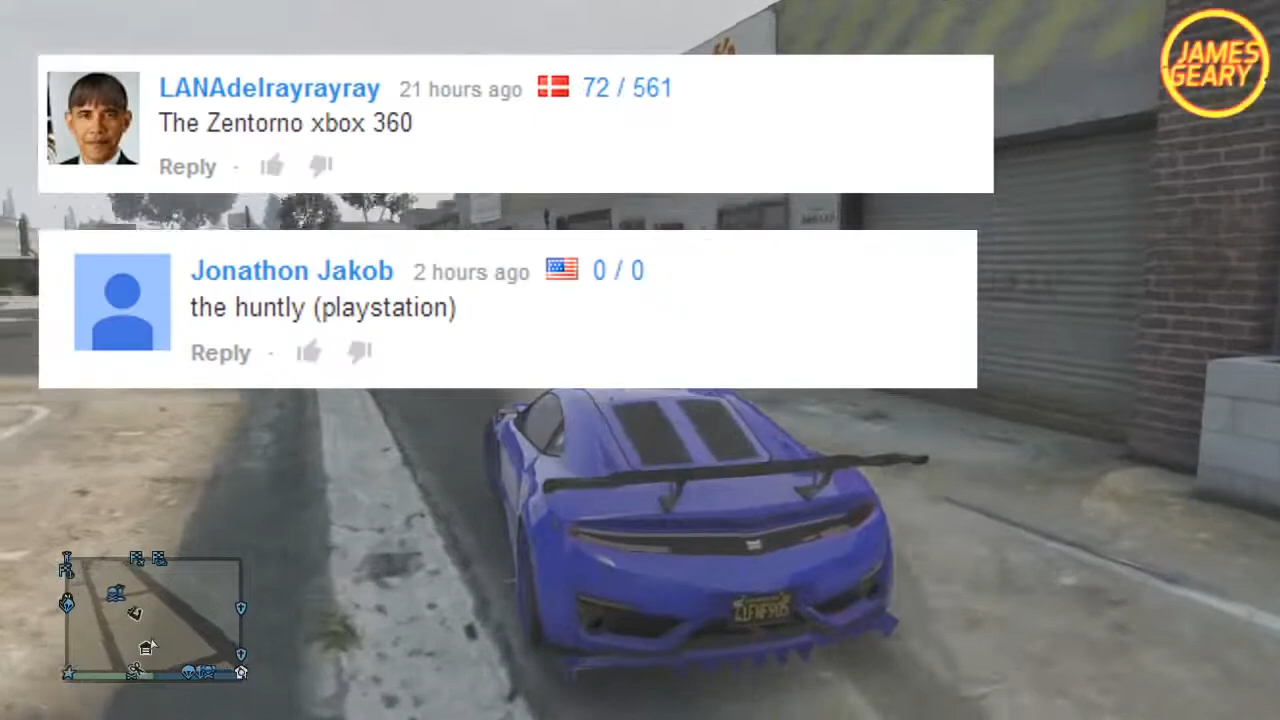 JAMES
GEARY
LANAdelrayrayray 21 hours ago 72 / 561
The Zentorno xbox 360
Reply ·
Jonathon Jakob 2 hours ago 0 / 0
the huntly (playstation)
Reply ·